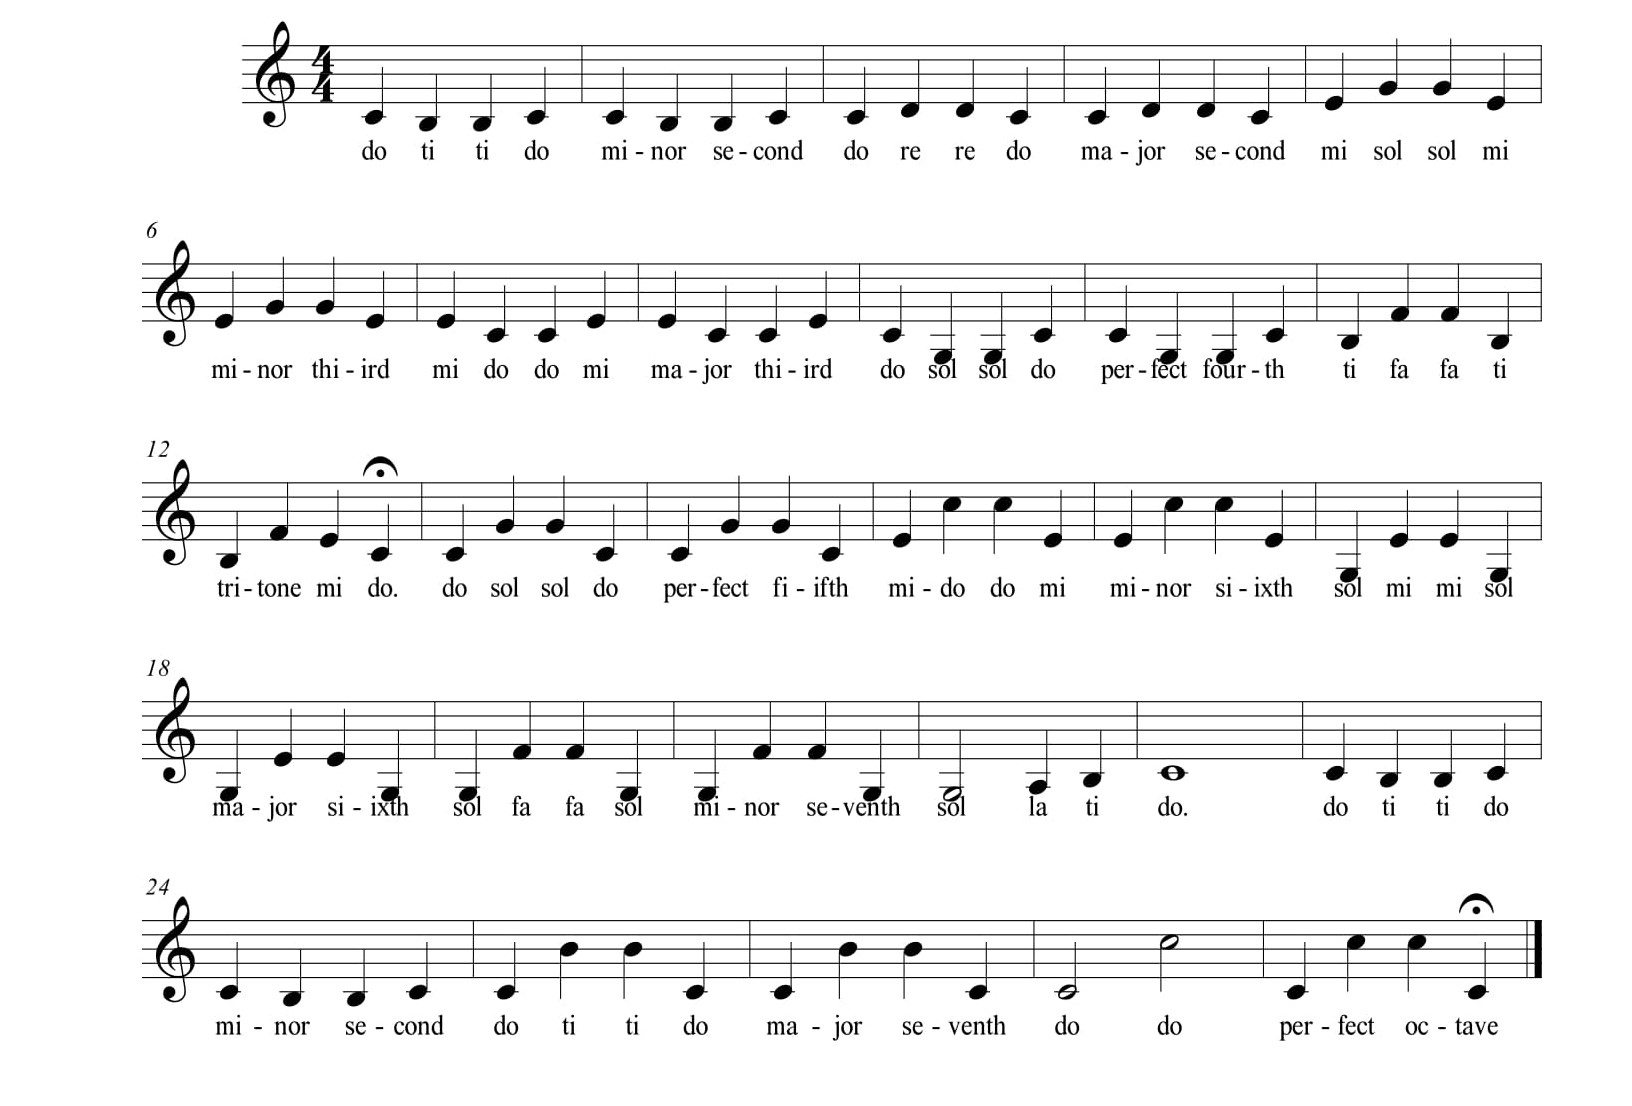 4
4
do ti ti do mi - nor se - cond do re re do ma - jor se - cond mi sol sol mi
6
mi - nor thi - ird mi do do mi ma - jor thi - ird do sol sol do per - fect four - th ti fa fa ti
12
tri - tone mi do. do sol sol do per - fect fi - ifth mi - do do mi mi - nor si - ixth sol mi mi sol
18
ma - jor si - ixth sol fa fa sol mi - nor se - venth sol la ti do. do ti ti do
24
mi - nor se - cond do ti ti do ma - jor se - venth do do per - fect oc - tave